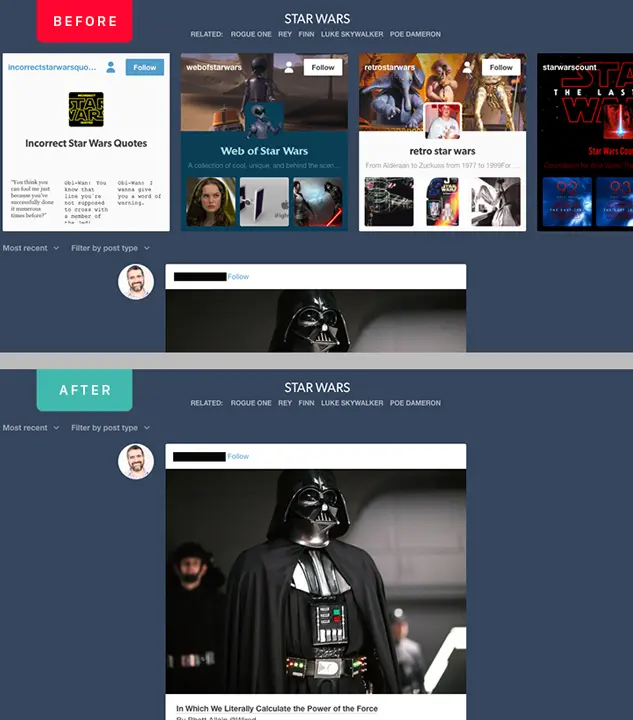 BEFORE
STAR WARS
RELATED: ROGUE ONE REY FINN LUKE SKYWALKER POE DAMERON
incorrectstarwarsquo...
Follow
STAR
WARS
Incorrect Star Wars Quotes
"You think you
can fool me just
because you've
successfully done
it numerous
times before?"
Obi-Wan: You
know that
line you're
not supposed
to cross with
a member of
the Jedi
Obi-Wan: I
wanna give
you a word of
warning.
webofstarwars
Follow
Web of Star Wars
A collection of cool, unique, and behind the scen...
retrostarwars
Follow
retro star wars
From Alderaan to Zuckuss from 1977 to 1999For ...
starwarscount
STA
THE LAST
WA
Star Wars Cou
Most recent
Filter by post type
Follow
AFTER
STAR WARS
RELATED: ROGUE ONE REY FINN LUKE SKYWALKER POE DAMERON
Most recent
Filter by post type
Follow
In Which We Literally Calculate the Power of the Force
By Rhett Allain @Wired